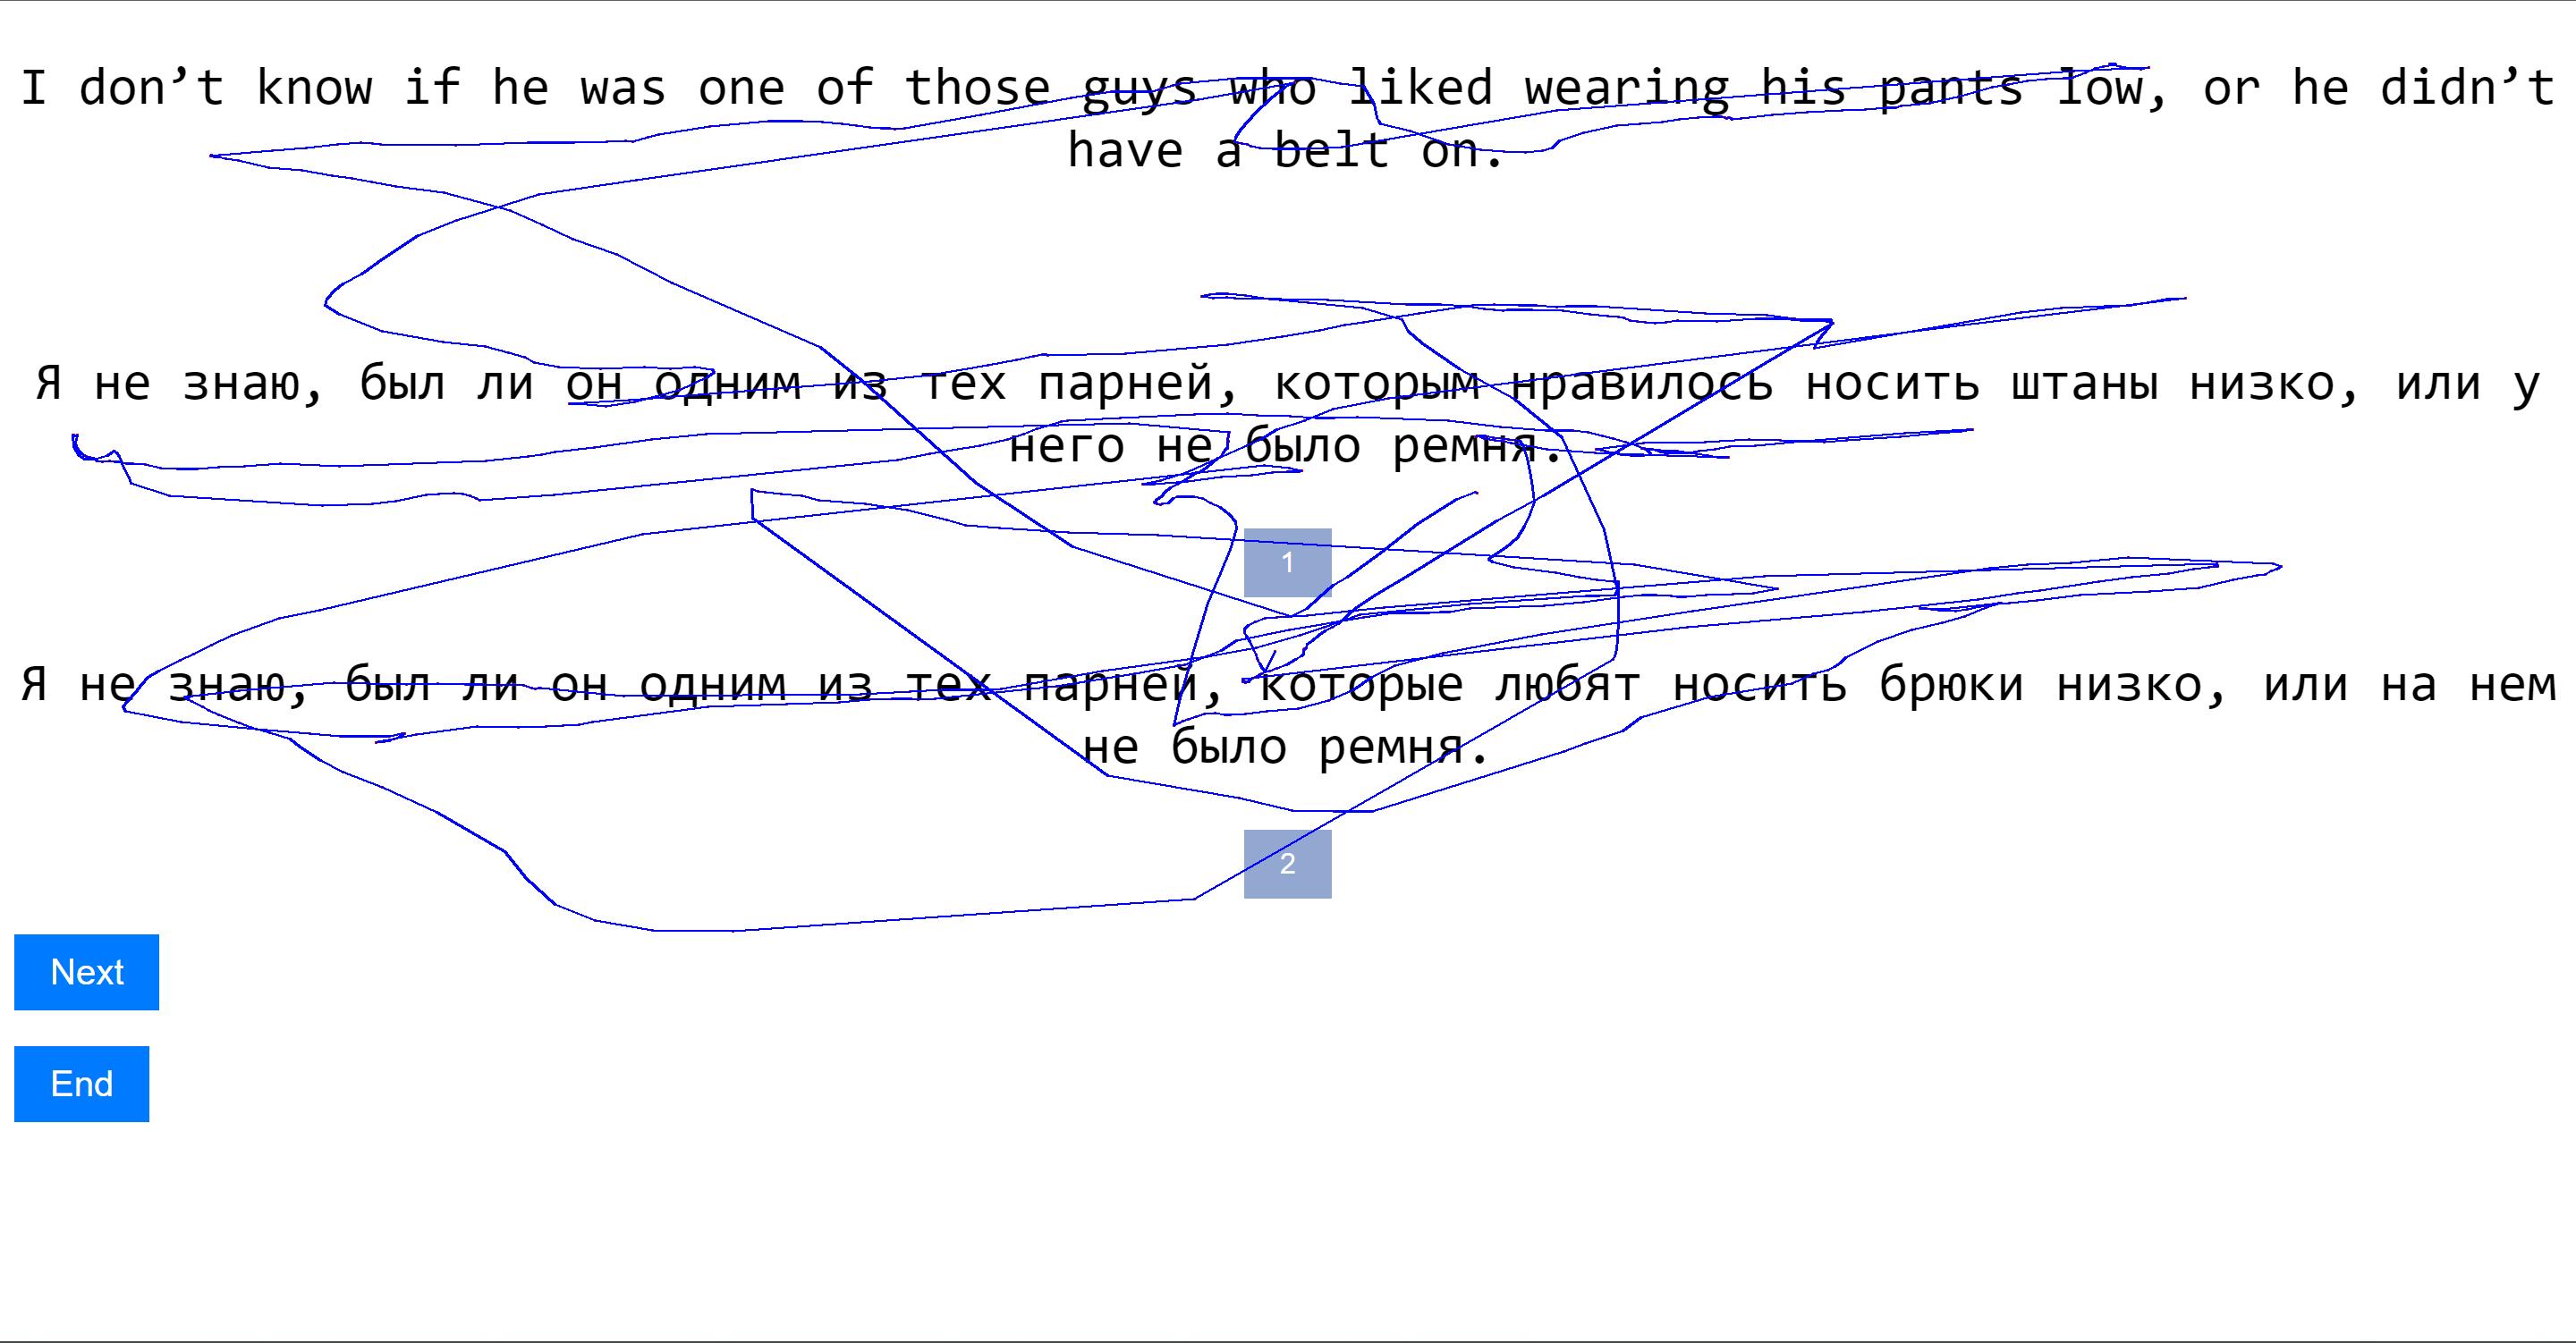 I don’t know if he was one of those guys who liked wearing his pants low, or he didn’t
have a belt on.
Я не знаю, был ли он одним из тех парней, которым нравилось носить штаны низко, или у
него не было ремня.
1
Я не знаю, был ли он одним из тех парней, которые любят носить брюки низко, или на нем
не было ремня.
2
Next
End